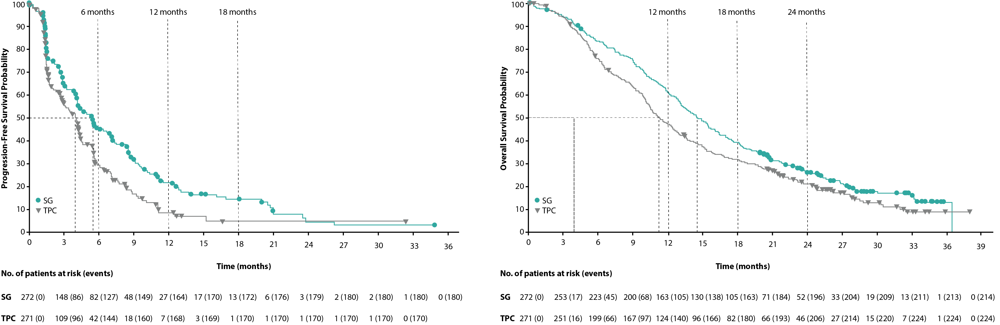 Progression-Free Survival Probability
100
90
80
70
60
50
40
30
20
10
0
6 months
12 months
18 months
SG
TPC
0 3 6 9 12 15 18 21 24 27 30 33 36
Time (months)
No. of patients at risk (events)
SG 272 (0) 148 (86) 82 (127) 48 (149) 27 (164) 17 (170) 13 (172) 6 (176) 3 (179) 2 (180) 2 (180) 1 (180) 0 (180)
TPC 271 (0) 109 (96) 42 (144) 18 (160) 7 (168) 3 (169) 1 (170) 1 (170) 1 (170) 1 (170) 1 (170) 0 (170)
Overall Survival Probability
100
90
80
70
60
50
40
30
20
10
0
12 months
18 months
24 months
SG
TPC
0 3 6 9 12 15 18 21 24 27 30 33 36 39
Time (months)
No. of patients at risk (events)
SG 272 (0) 253 (17) 223 (45) 200 (68) 163 (105) 130 (138) 105 (163) 71 (184) 52 (196) 33 (204) 19 (209) 13 (211) 1 (213) 0 (214)
TPC 271 (0) 251 (16) 199 (66) 167 (97) 124 (140) 96 (166) 82 (180) 66 (193) 46 (206) 27 (214) 15 (220) 7 (224) 1 (224) 0 (224)